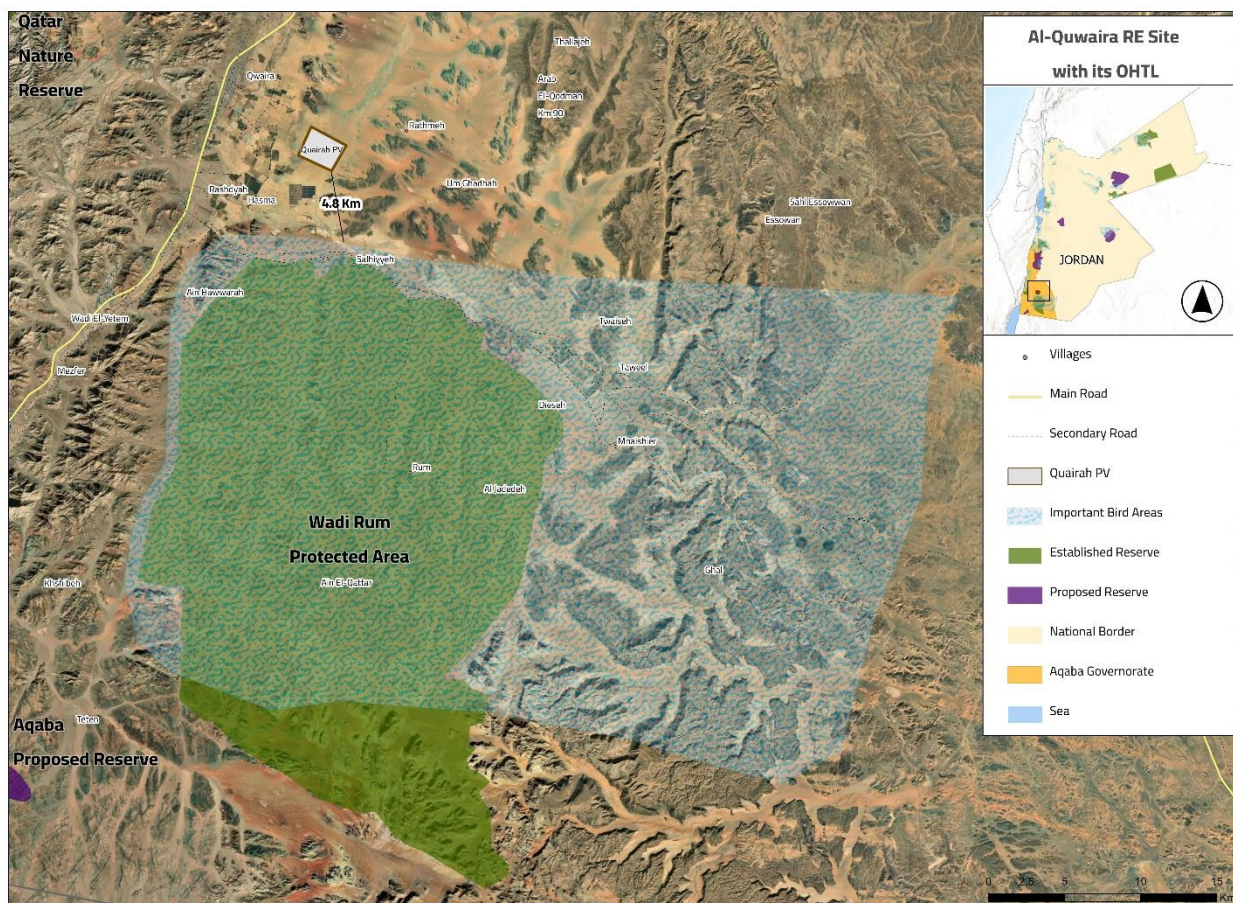 Qatar
Nature
Reserve
Qwaira
Thallajeh
Arab
El-Qodman
Km 90
Rathmeh
Quairah PV
4.8 Km
Um Ghadhah
Rashdyah
Hasma
Sahl Essowwan
Essowan
Salhiyyeh
Ain Hawwarah
Wadi El-Yetem
Twaiseh
Mezfer
Taweel
Dieseh
Mnaishier
Rum
Al Jadedeh
Wadi Rum
Protected Area
Ain El-Qattar
Ghal
Khshibeh
Teten
Aqaba
Proposed Reserve
Al-Quwaira RE Site
with its OHTL
JORDAN
Villages
Main Road
Secondary Road
Quairah PV
Important Bird Areas
Established Reserve
Proposed Reserve
National Border
Aqaba Governorate
Sea
0 2.5 5 10 15
Km